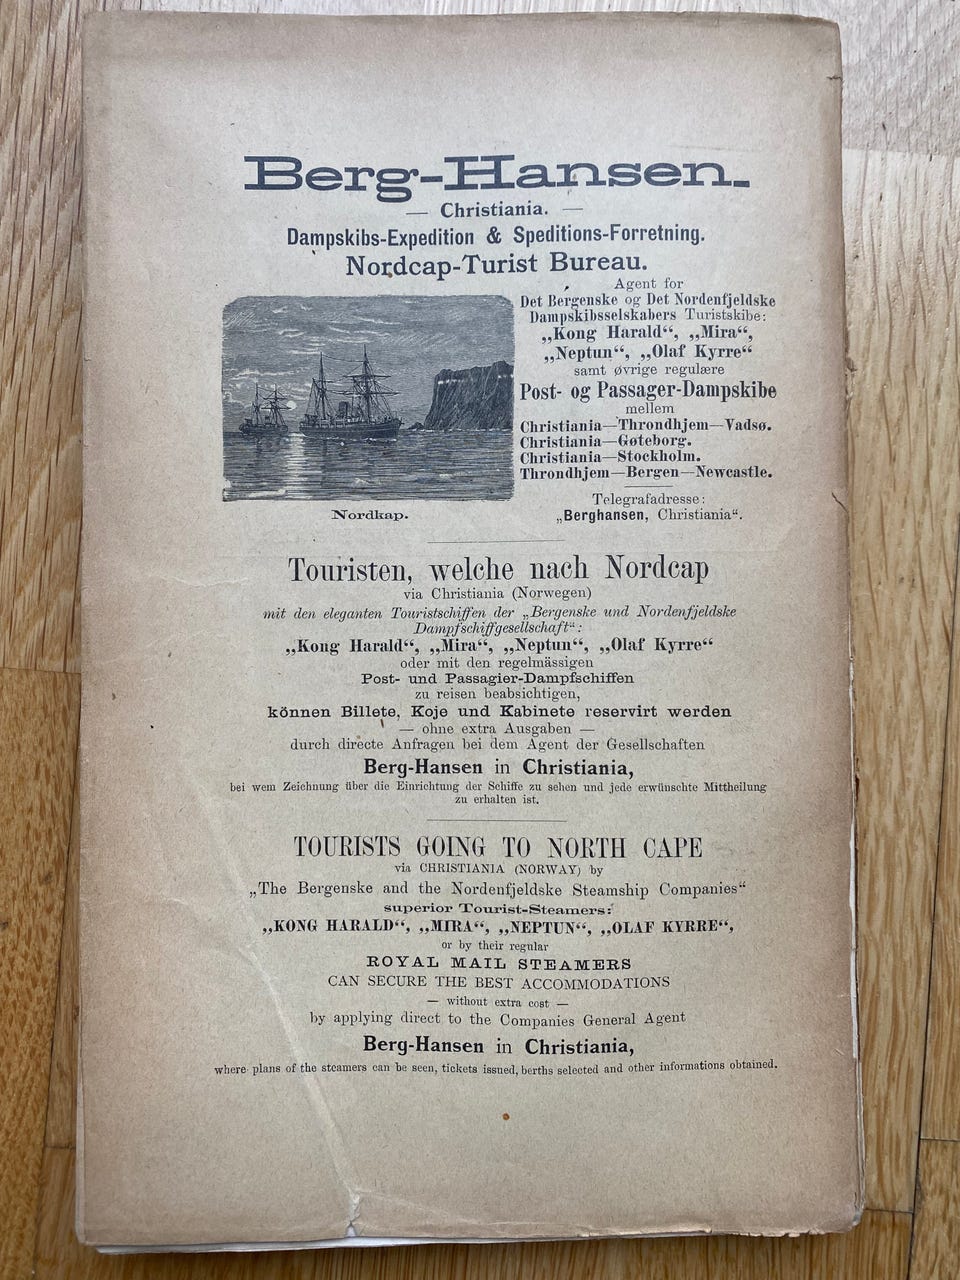 Berg-Hansen.
— Christiania. —
Dampskibs-Expedition & Speditions-Forretning.
Nordcap-Turist Bureau.
Agent for
Det Bergenske og Det Nordenfjeldske
Dampskibsselskabers Turistskibe:
„Kong Harald“, „Mira“,
„Neptun“, „Olaf Kyrre“
samt øvrige regulære
Post- og Passager-Dampskibe
mellem
Christiania—Throndhjem—Vadsø.
Christiania—Gøteborg.
Christiania—Stockholm.
Throndhjem—Bergen—Newcastle.
Telegrafadresse:
„Berghansen, Christiania“.
Nordkap.
Touristen, welche nach Nordcap
via Christiania (Norwegen)
mit den eleganten Touristschiffen der „Bergenske und Nordenfjeldske
Dampfschiffgesellschaft“:
„Kong Harald“, „Mira“, „Neptun“, „Olaf Kyrre“
oder mit den regelmässigen
Post- und Passagier-Dampfschiffen
zu reisen beabsichtigen,
können Billete, Koje und Kabinete reservirt werden
— ohne extra Ausgaben —
durch directe Anfragen bei dem Agent der Gesellschaften
Berg-Hansen in Christiania,
bei wem Zeichnung über die Einrichtung der Schiffe zu sehen und jede erwünschte Mittheilung
zu erhalten ist.
TOURISTS GOING TO NORTH CAPE
via CHRISTIANIA (NORWAY) by
„The Bergenske and the Nordenfjeldske Steamship Companies“
superior Tourist-Steamers:
„KONG HARALD“, „MIRA“, „NEPTUN“, „OLAF KYRRE“,
or by their regular
ROYAL MAIL STEAMERS
CAN SECURE THE BEST ACCOMMODATIONS
— without extra cost —
by applying direct to the Companies General Agent
Berg-Hansen in Christiania,
where plans of the steamers can be seen, tickets issued, berths selected and other informations obtained.